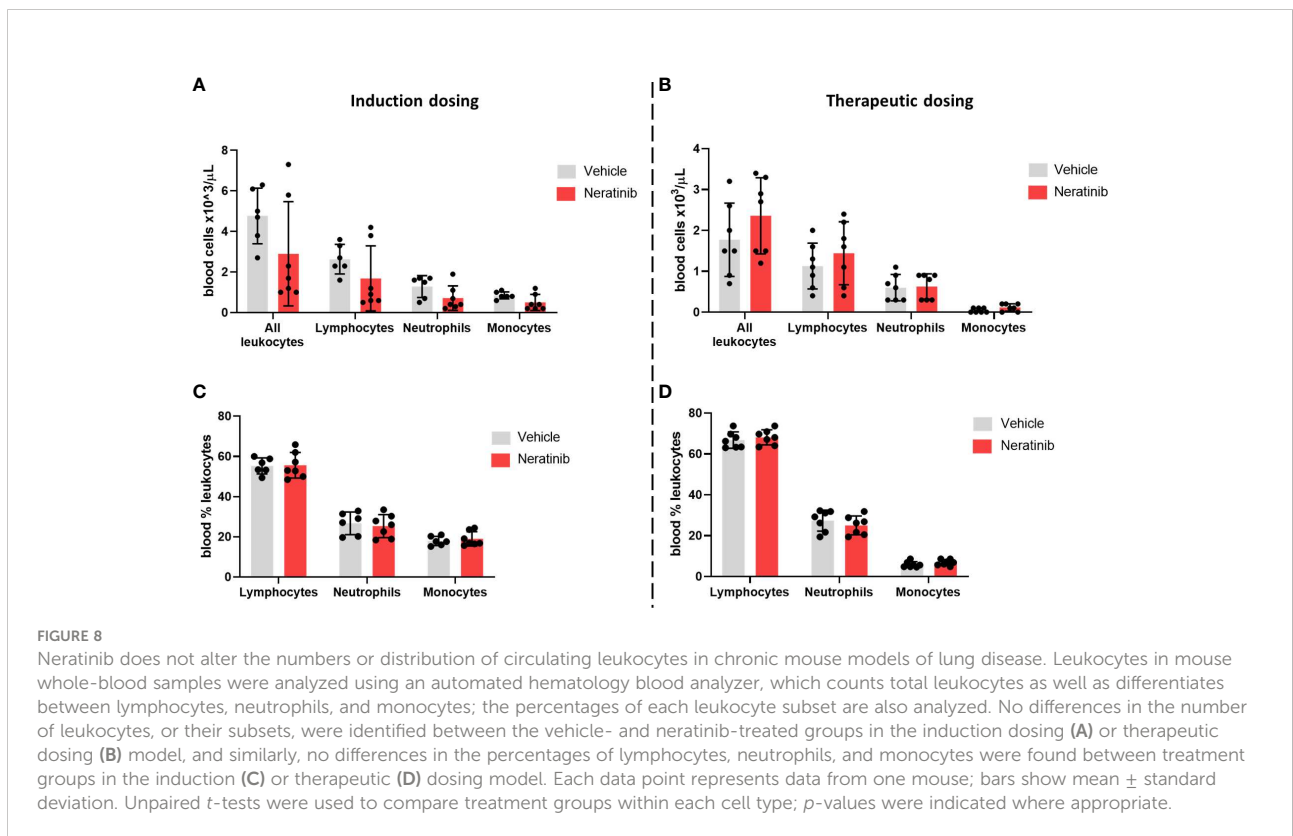 A
Induction dosing
8
6
4
2
0
blood cells x10^3/µL
Vehicle
Neratinib
All
leukocytes
Lymphocytes
Neutrophils
Monocytes
B
Therapeutic dosing
4
3
2
1
0
blood cells x10³/µL
Vehicle
Neratinib
All
leukocytes
Lymphocytes
Neutrophils
Monocytes
C
80
60
40
20
0
blood % leukocytes
Vehicle
Neratinib
Lymphocytes
Neutrophils
Monocytes
D
80
60
40
20
0
blood % leukocytes
Vehicle
Neratinib
Lymphocytes
Neutrophils
Monocytes
FIGURE 8
Neratinib does not alter the numbers or distribution of circulating leukocytes in chronic mouse models of lung disease. Leukocytes in mouse
whole-blood samples were analyzed using an automated hematology blood analyzer, which counts total leukocytes as well as differentiates
between lymphocytes, neutrophils, and monocytes; the percentages of each leukocyte subset are also analyzed. No differences in the number
of leukocytes, or their subsets, were identified between the vehicle- and neratinib-treated groups in the induction dosing (A) or therapeutic
dosing (B) model, and similarly, no differences in the percentages of lymphocytes, neutrophils, and monocytes were found between treatment
groups in the induction (C) or therapeutic (D) dosing model. Each data point represents data from one mouse; bars show mean ± standard
deviation. Unpaired t-tests were used to compare treatment groups within each cell type; p-values were indicated where appropriate.